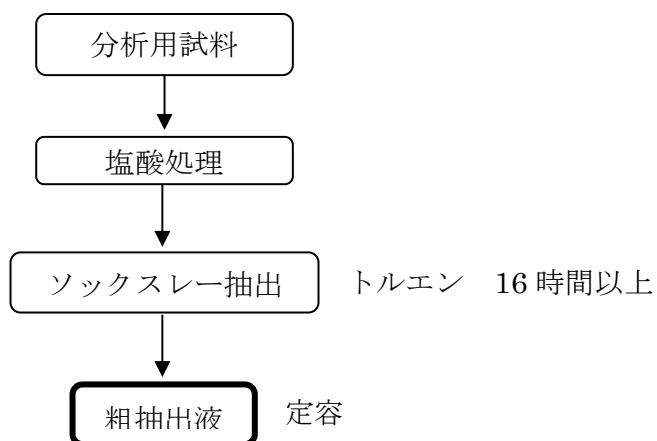 分析用試料
塩酸処理
ソックスレー抽出 トルエン 16 時間以上
粗抽出液 定容